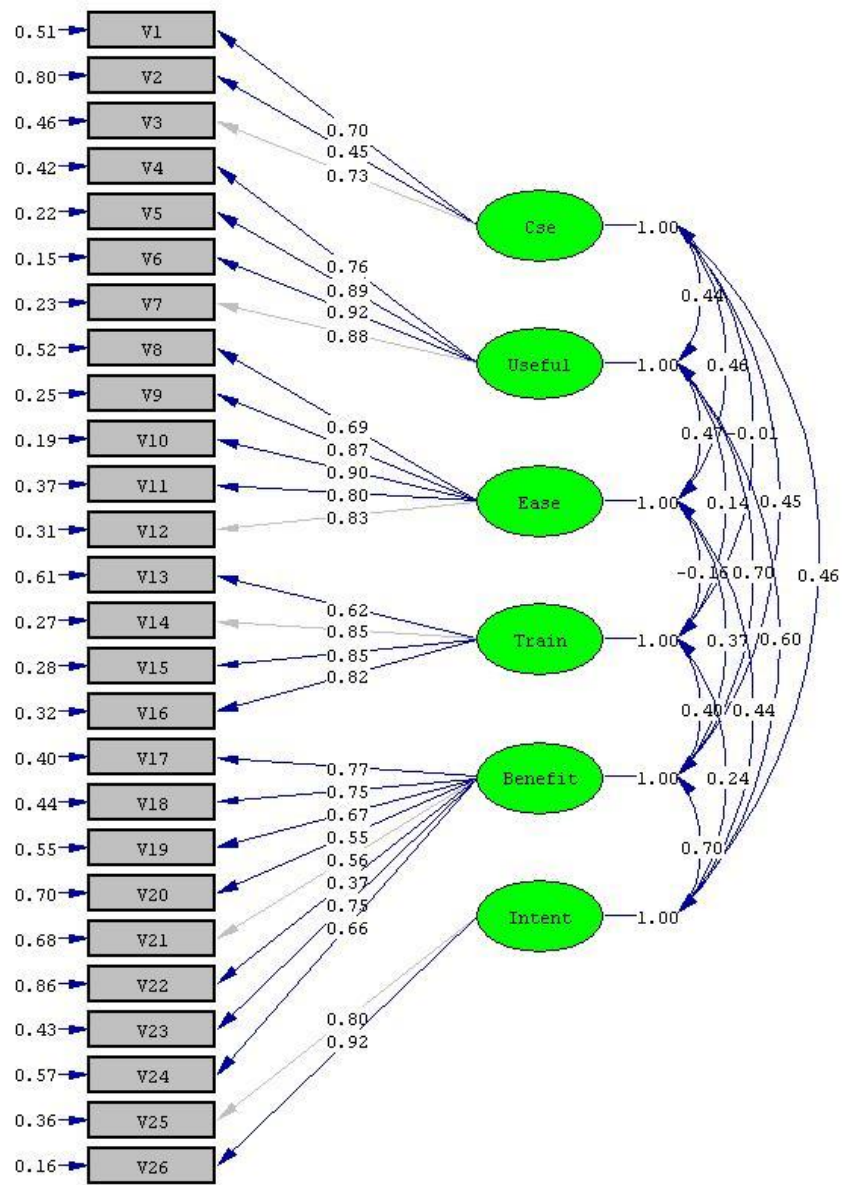 0.51 V1
0.80 V2
0.46 V3
0.42 V4
0.22 V5
0.15 V6
0.23 V7
0.52 V8
0.25 V9
0.19 V10
0.37 V11
0.31 V12
0.61 V13
0.27 V14
0.28 V15
0.32 V16
0.40 V17
0.44 V18
0.55 V19
0.70 V20
0.68 V21
0.86 V22
0.43 V23
0.57 V24
0.36 V25
0.16 V26
0.70
0.45
0.73
0.76
0.89
0.92
0.88
0.69
0.87
0.90
0.80
0.83
0.62
0.85
0.85
0.82
0.77
0.75
0.67
0.55
0.56
0.37
0.75
0.66
0.80
0.92
Cse 1.00
Useful 1.00
Ease 1.00
Train 1.00
Benefit 1.00
Intent 1.00
0.44
0.46
0.47 -0.01
0.14 0.45
-0.16 0.70 0.46
0.37 0.60
0.40 0.44
0.24
0.70